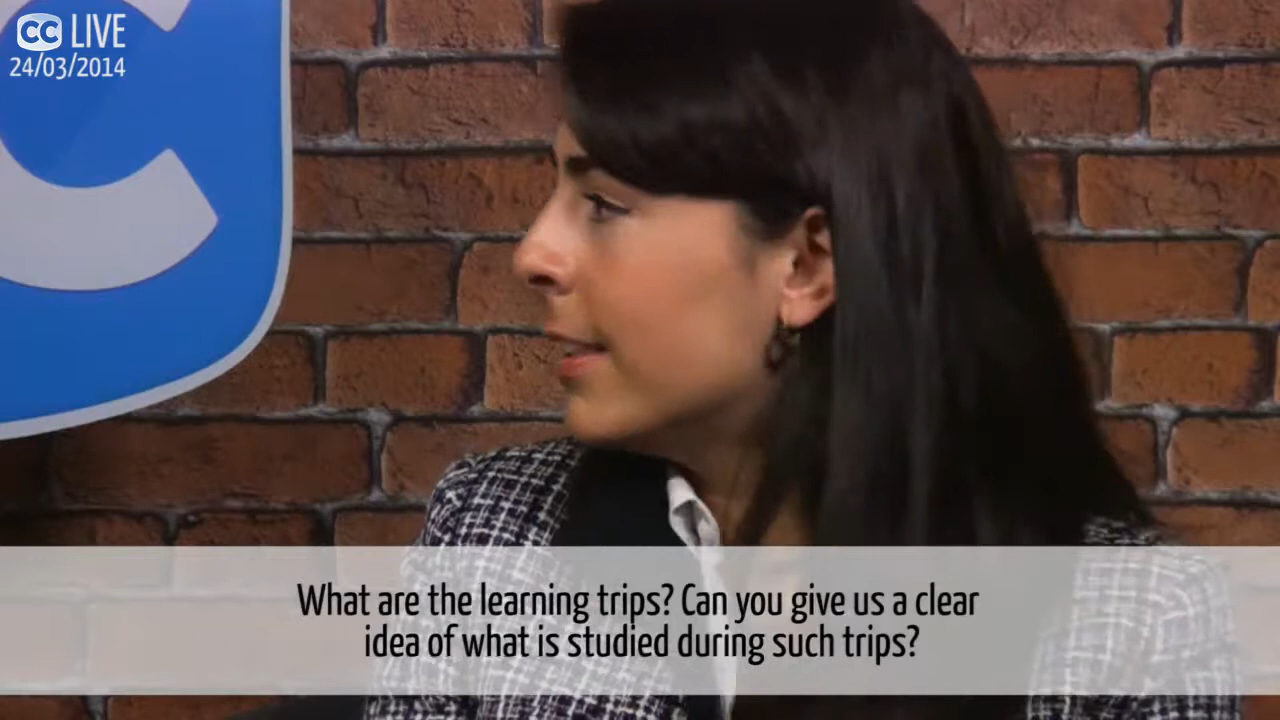 CC LIVE
24/03/2014
What are the learning trips? Can you give us a clear
idea of what is studied during such trips?